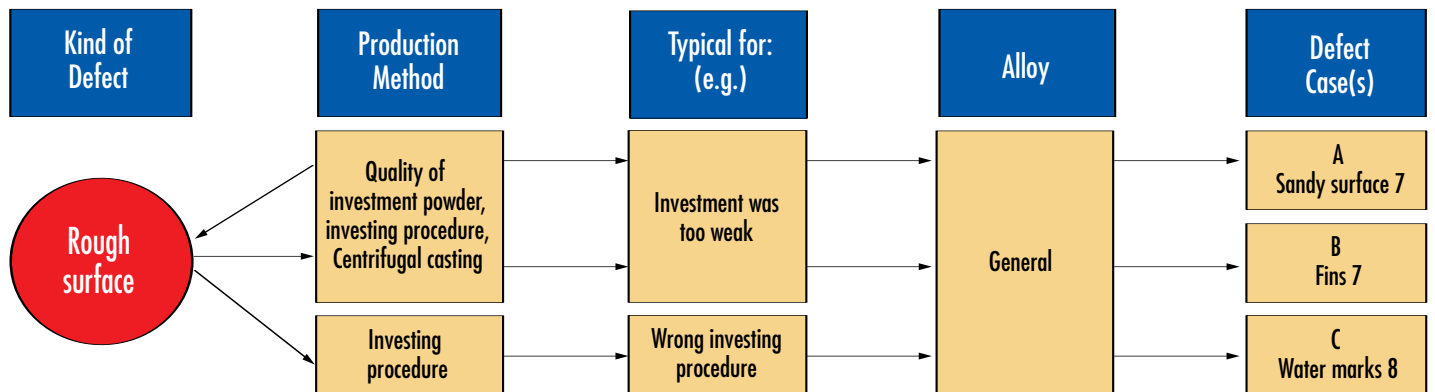 Kind of
Defect
Production
Method
Typical for:
(e.g.)
Alloy
Defect
Case(s)
Rough
surface
Quality of
investment powder,
investing procedure,
Centrifugal casting
Investment was
too weak
General
A
Sandy surface 7
B
Fins 7
Investing
procedure
Wrong investing
procedure
C
Water marks 8